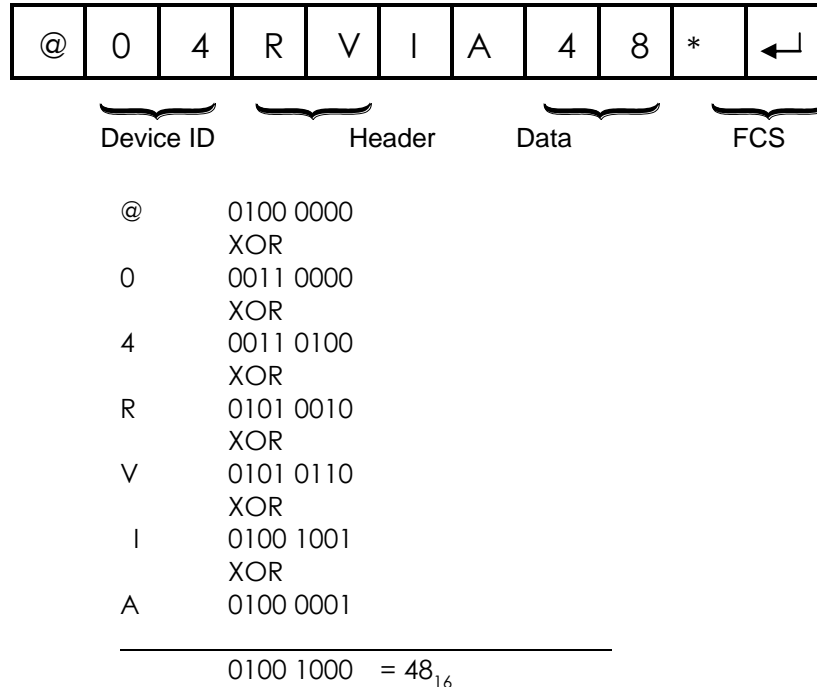 @ 0 4 R V I A 4 8 * ↵
Device ID Header Data FCS
@ 0100 0000
XOR
0 0011 0000
XOR
4 0011 0100
XOR
R 0101 0010
XOR
V 0101 0110
XOR
I 0100 1001
XOR
A 0100 0001
0100 1000 = 48₁₆